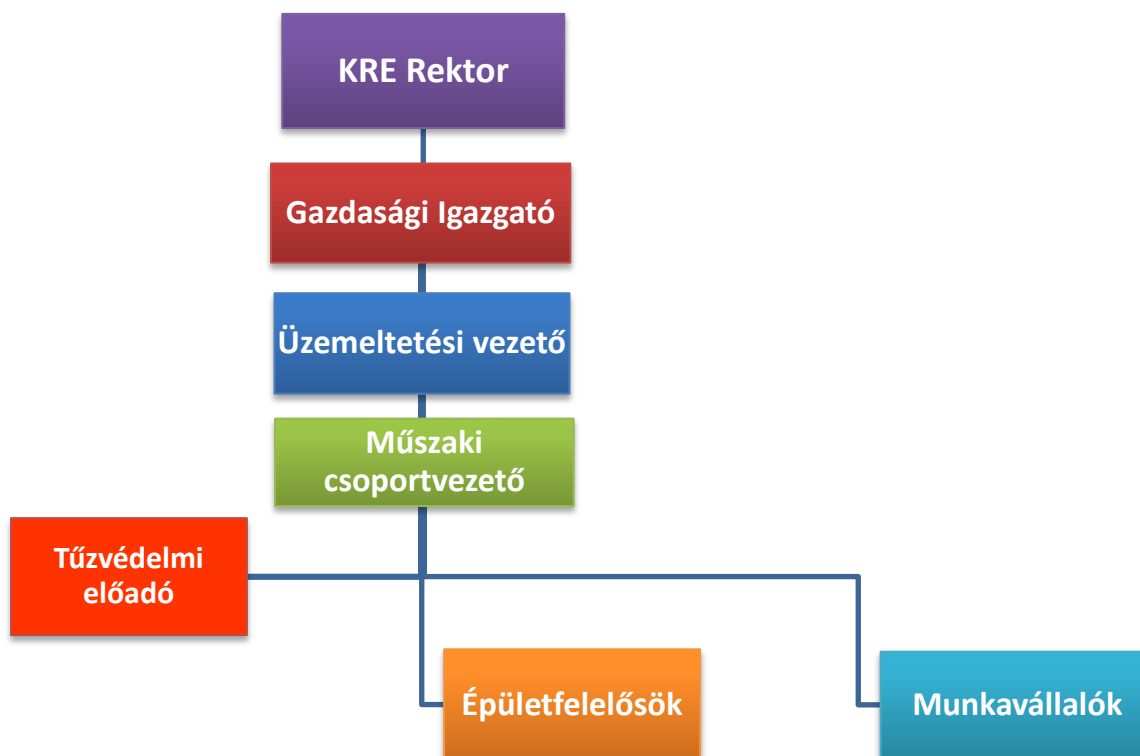 KRE Rektor
Gazdasági Igazgató
Üzemeltetési vezető
Műszaki
csoportvezető
Tűzvédelmi
előadó
Épületfelelősök
Munkavállalók